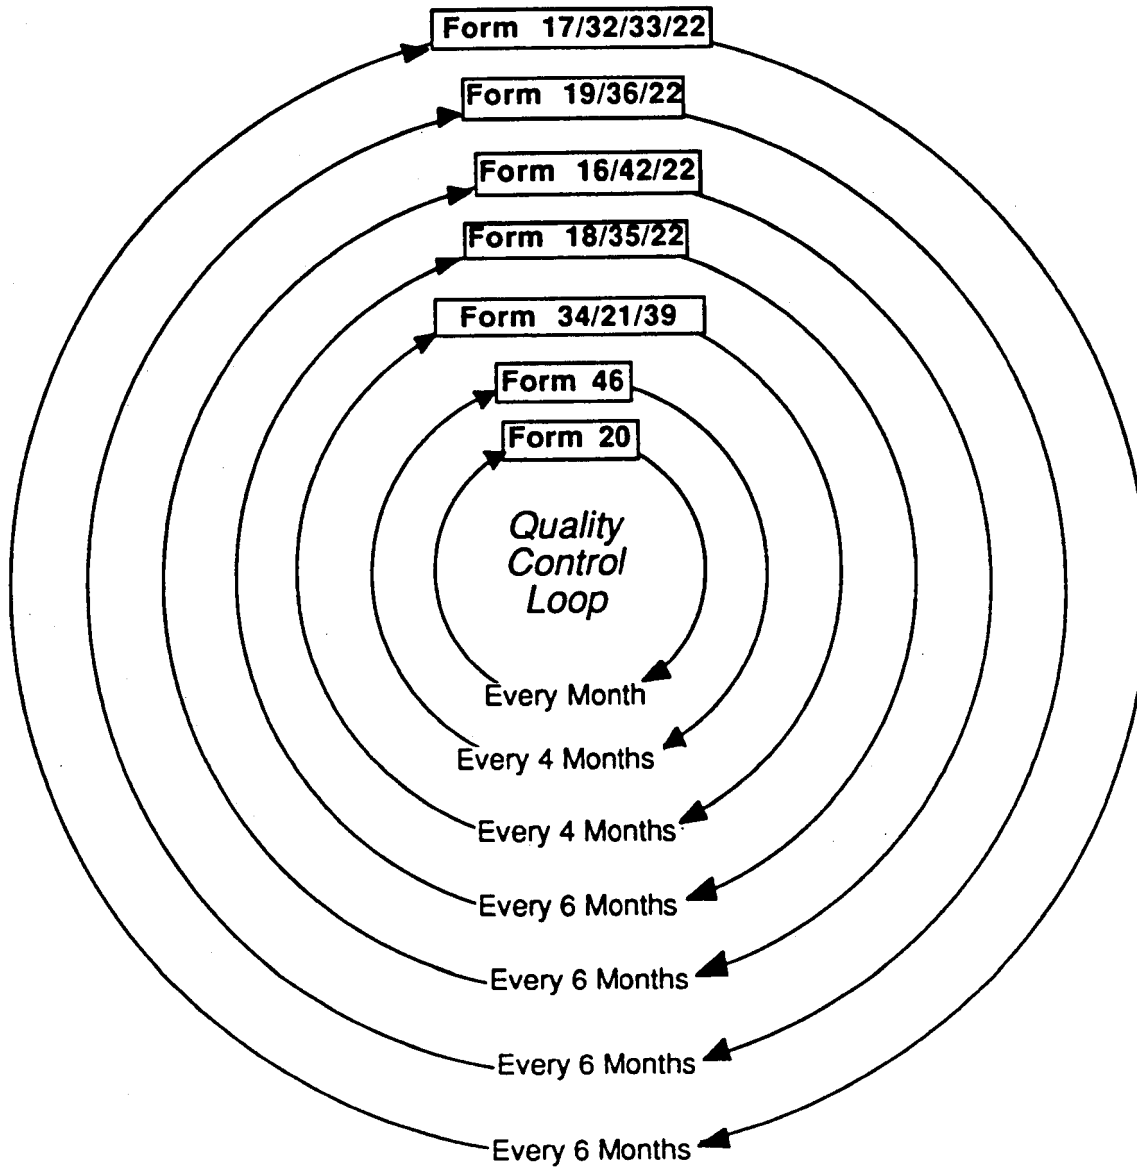 Form 17/32/33/22
Form 19/36/22
Form 16/42/22
Form 18/35/22
Form 34/21/39
Form 46
Form 20
Quality
Control
Loop
Every Month
Every 4 Months
Every 4 Months
Every 6 Months
Every 6 Months
Every 6 Months
Every 6 Months